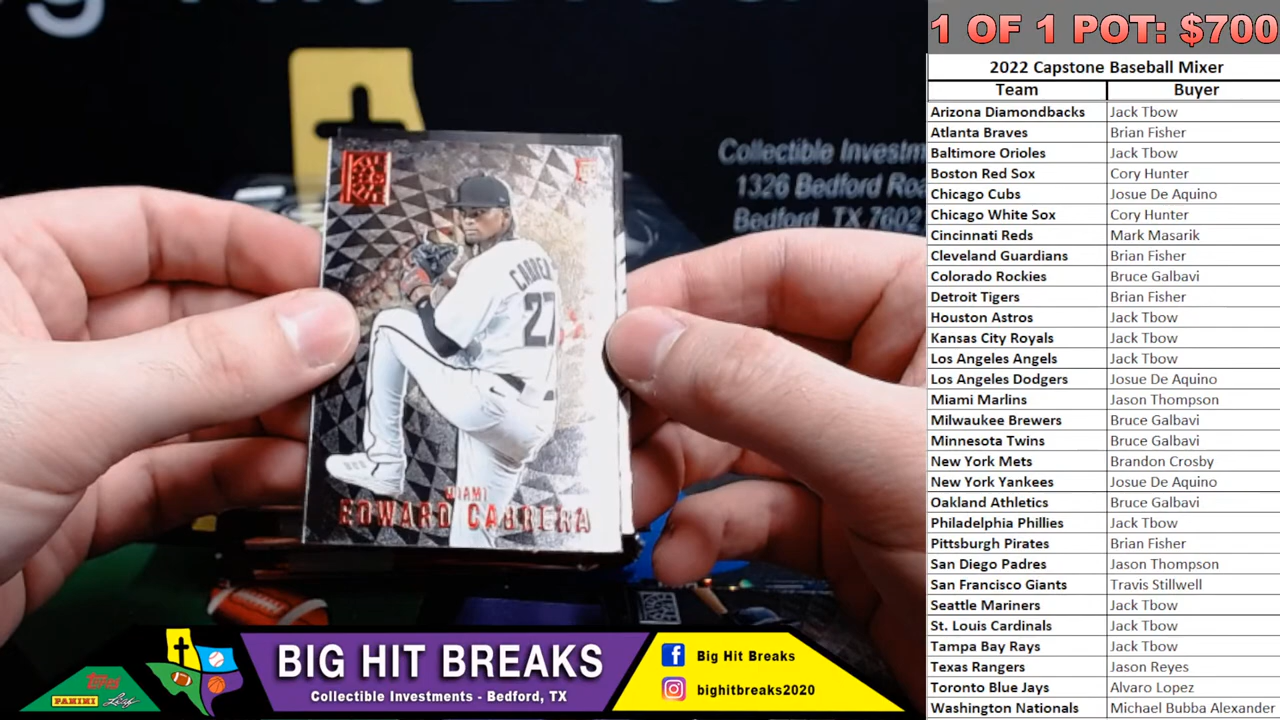 1 OF 1 POT: $700
2022 Capstone Baseball Mixer
Team Buyer
Arizona Diamondbacks Jack Tbow
Atlanta Braves Brian Fisher
Baltimore Orioles Jack Tbow
Boston Red Sox Cory Hunter
Chicago Cubs Josue De Aquino
Chicago White Sox Cory Hunter
Cincinnati Reds Mark Masarik
Cleveland Guardians Brian Fisher
Colorado Rockies Bruce Galbavi
Detroit Tigers Brian Fisher
Houston Astros Jack Tbow
Kansas City Royals Jack Tbow
Los Angeles Angels Jack Tbow
Los Angeles Dodgers Josue De Aquino
Miami Marlins Jason Thompson
Milwaukee Brewers Bruce Galbavi
Minnesota Twins Bruce Galbavi
New York Mets Brandon Crosby
New York Yankees Josue De Aquino
Oakland Athletics Bruce Galbavi
Philadelphia Phillies Jack Tbow
Pittsburgh Pirates Brian Fisher
San Diego Padres Jason Thompson
San Francisco Giants Travis Stillwell
Seattle Mariners Jack Tbow
St. Louis Cardinals Jack Tbow
Tampa Bay Rays Jack Tbow
Texas Rangers Jason Reyes
Toronto Blue Jays Alvaro Lopez
Washington Nationals Michael Bubba Alexander
Collectible Investm
1326 Bedford Roa
Bedford, TX 7602
CABRER
27
MIAMI
EDWARD CABRERA
BIG HIT BREAKS
Collectible Investments - Bedford, TX
Big Hit Breaks
bighitbreaks2020
PANINI
Topps
Leaf